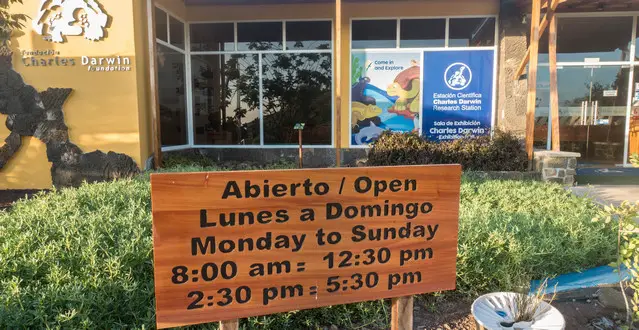 fundación
Charles Darwin
foundation
Come in
and Explore
Estación Científica
Charles Darwin
Research Station
Sala de Exhibición
Charles Darwin
Exhibition Hall
Abierto / Open
Lunes a Domingo
Monday to Sunday
8:00 am = 12:30 pm
2:30 pm = 5:30 pm